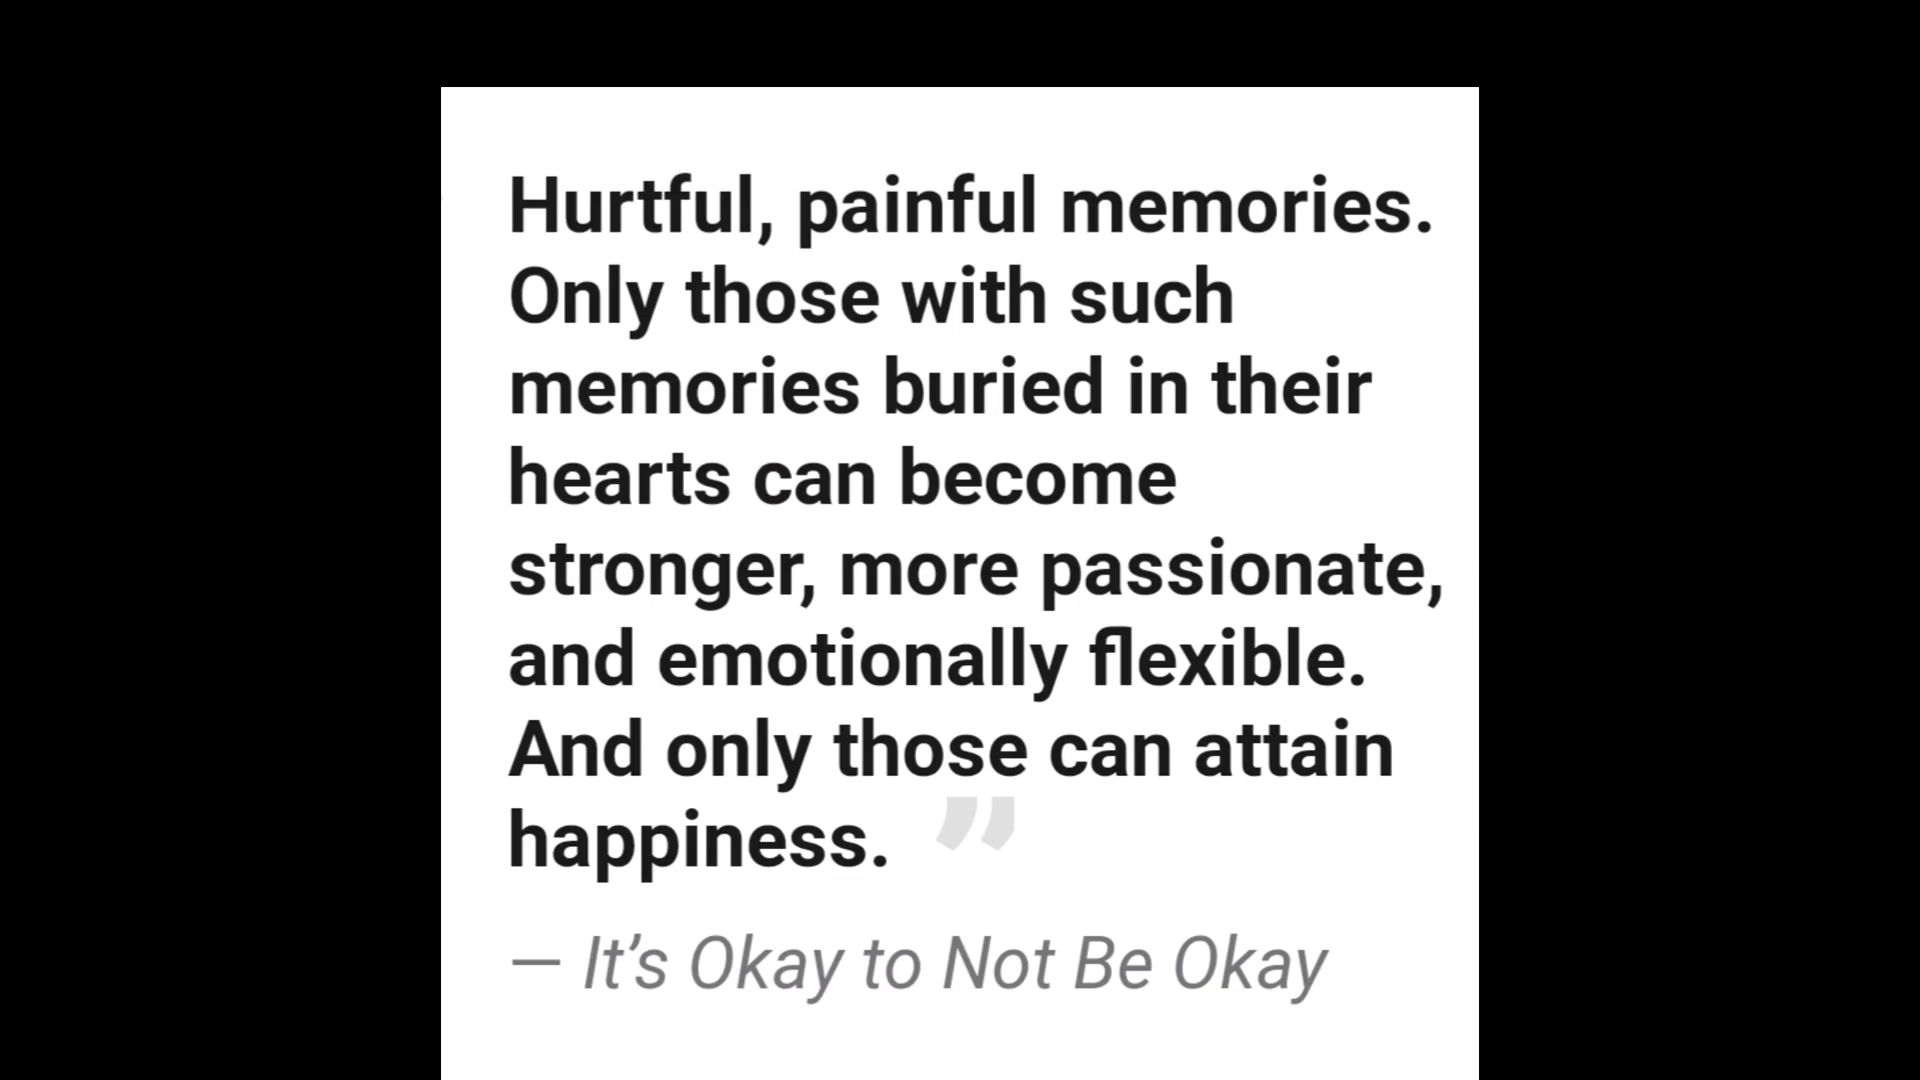 Hurtful, painful memories.
Only those with such
memories buried in their
hearts can become
stronger, more passionate,
and emotionally flexible.
And only those can attain
happiness. ”
— It’s Okay to Not Be Okay